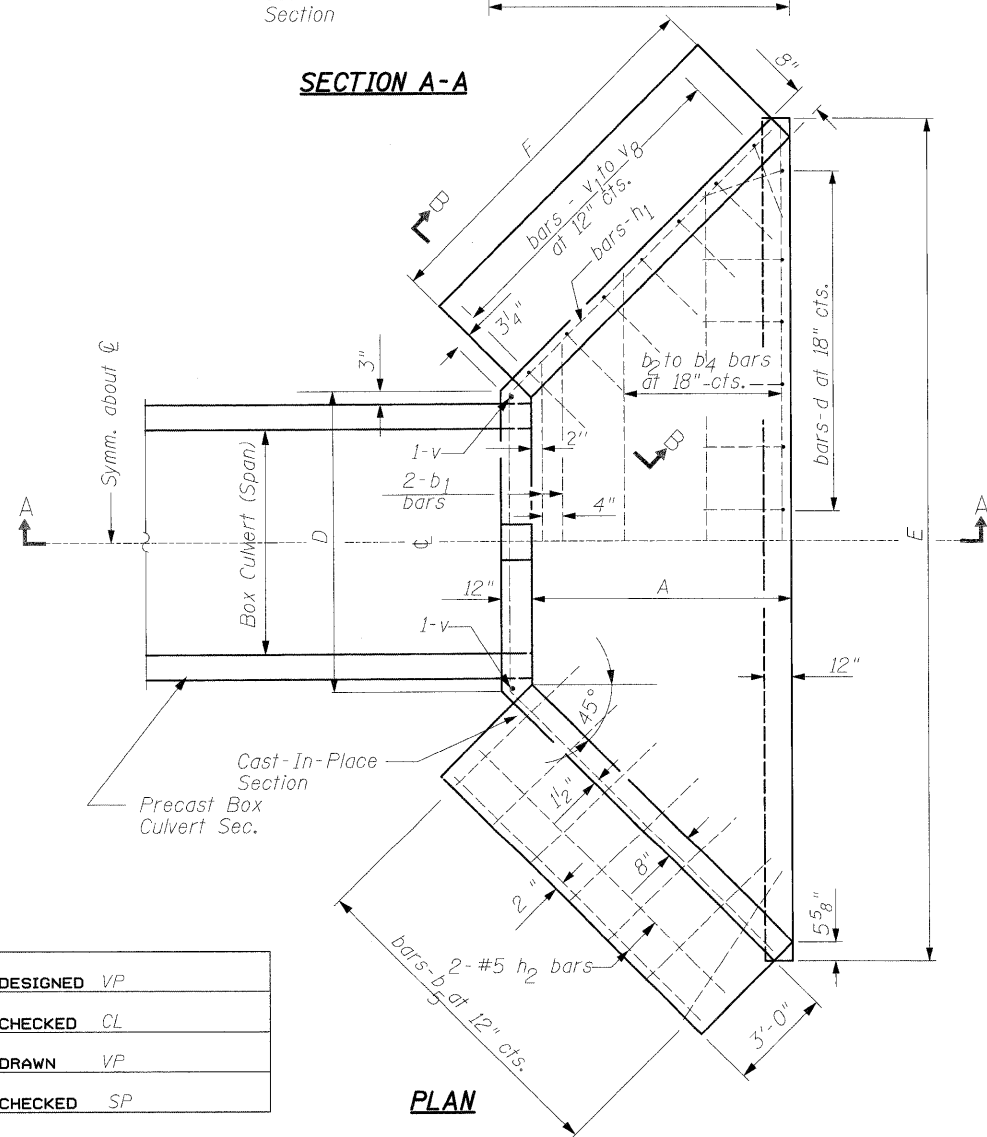 Section
SECTION A-A
8"
F
bars - v1 to v8
at 12" cts.
bars-h1
B
3¼"
3"
Symm. about ℄
b2 to b4 bars
at 18"-cts.
bars d at 18" cts.
B
Box Culvert (Span)
1-v
2"
2-b1
bars
4"
A
A
D
℄
E
12"
A
1-v
12"
45°
Cast-In-Place
Section
1½"
Precast Box
Culvert Sec.
8"
2"
5⅝"
bars-b5 at 12" cts.
2-#5 h2 bars
3'-0"
DESIGNED VP
CHECKED CL
DRAWN VP
CHECKED SP
PLAN